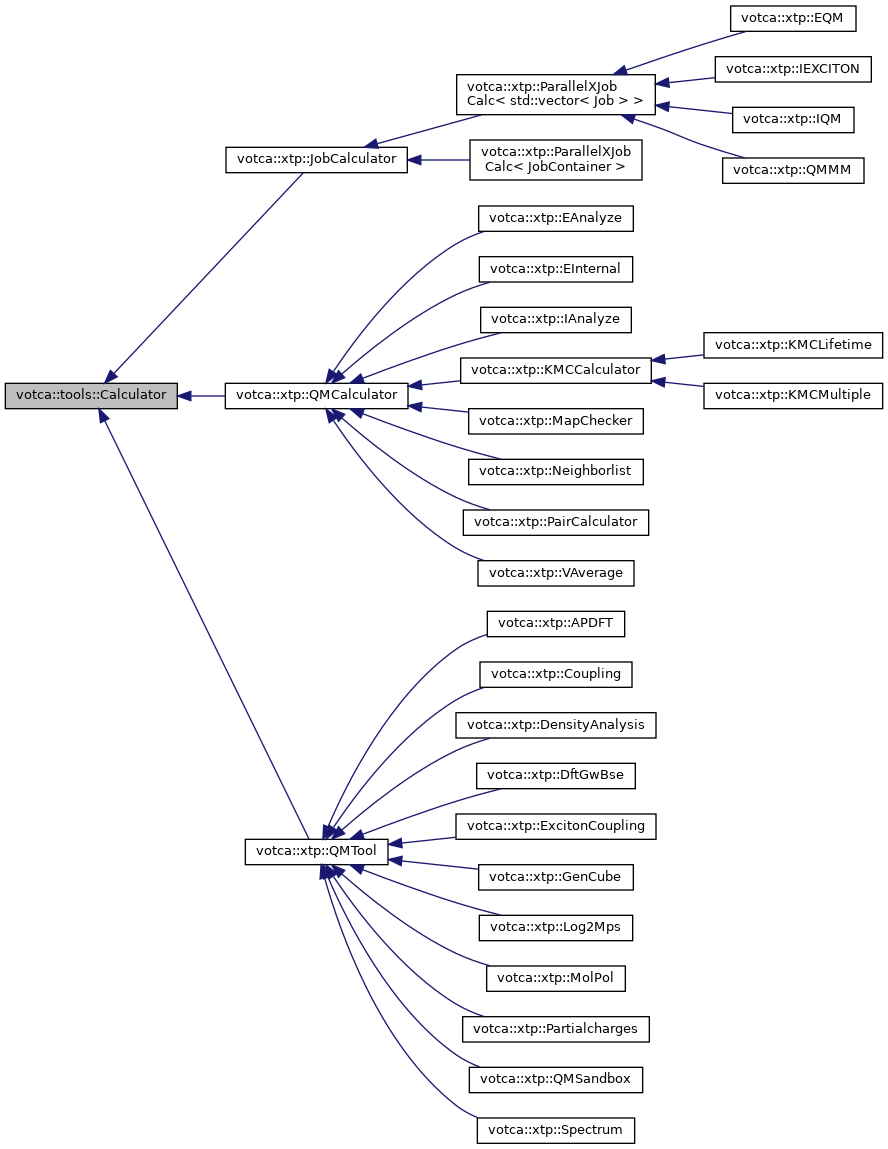 votca::xtp::EQM
votca::xtp::IEXCITON
votca::xtp::ParallelXJob
Calc< std::vector< Job > >
votca::xtp::IQM
votca::xtp::QMMM
votca::xtp::JobCalculator
votca::xtp::ParallelXJob
Calc< JobContainer >
votca::xtp::EAnalyze
votca::xtp::EInternal
votca::xtp::IAnalyze
votca::xtp::KMCLifetime
votca::xtp::KMCCalculator
votca::tools::Calculator
votca::xtp::QMCalculator
votca::xtp::KMCMultiple
votca::xtp::MapChecker
votca::xtp::Neighborlist
votca::xtp::PairCalculator
votca::xtp::VAverage
votca::xtp::APDFT
votca::xtp::Coupling
votca::xtp::DensityAnalysis
votca::xtp::DftGwBse
votca::xtp::ExcitonCoupling
votca::xtp::QMTool
votca::xtp::GenCube
votca::xtp::Log2Mps
votca::xtp::MolPol
votca::xtp::Partialcharges
votca::xtp::QMSandbox
votca::xtp::Spectrum